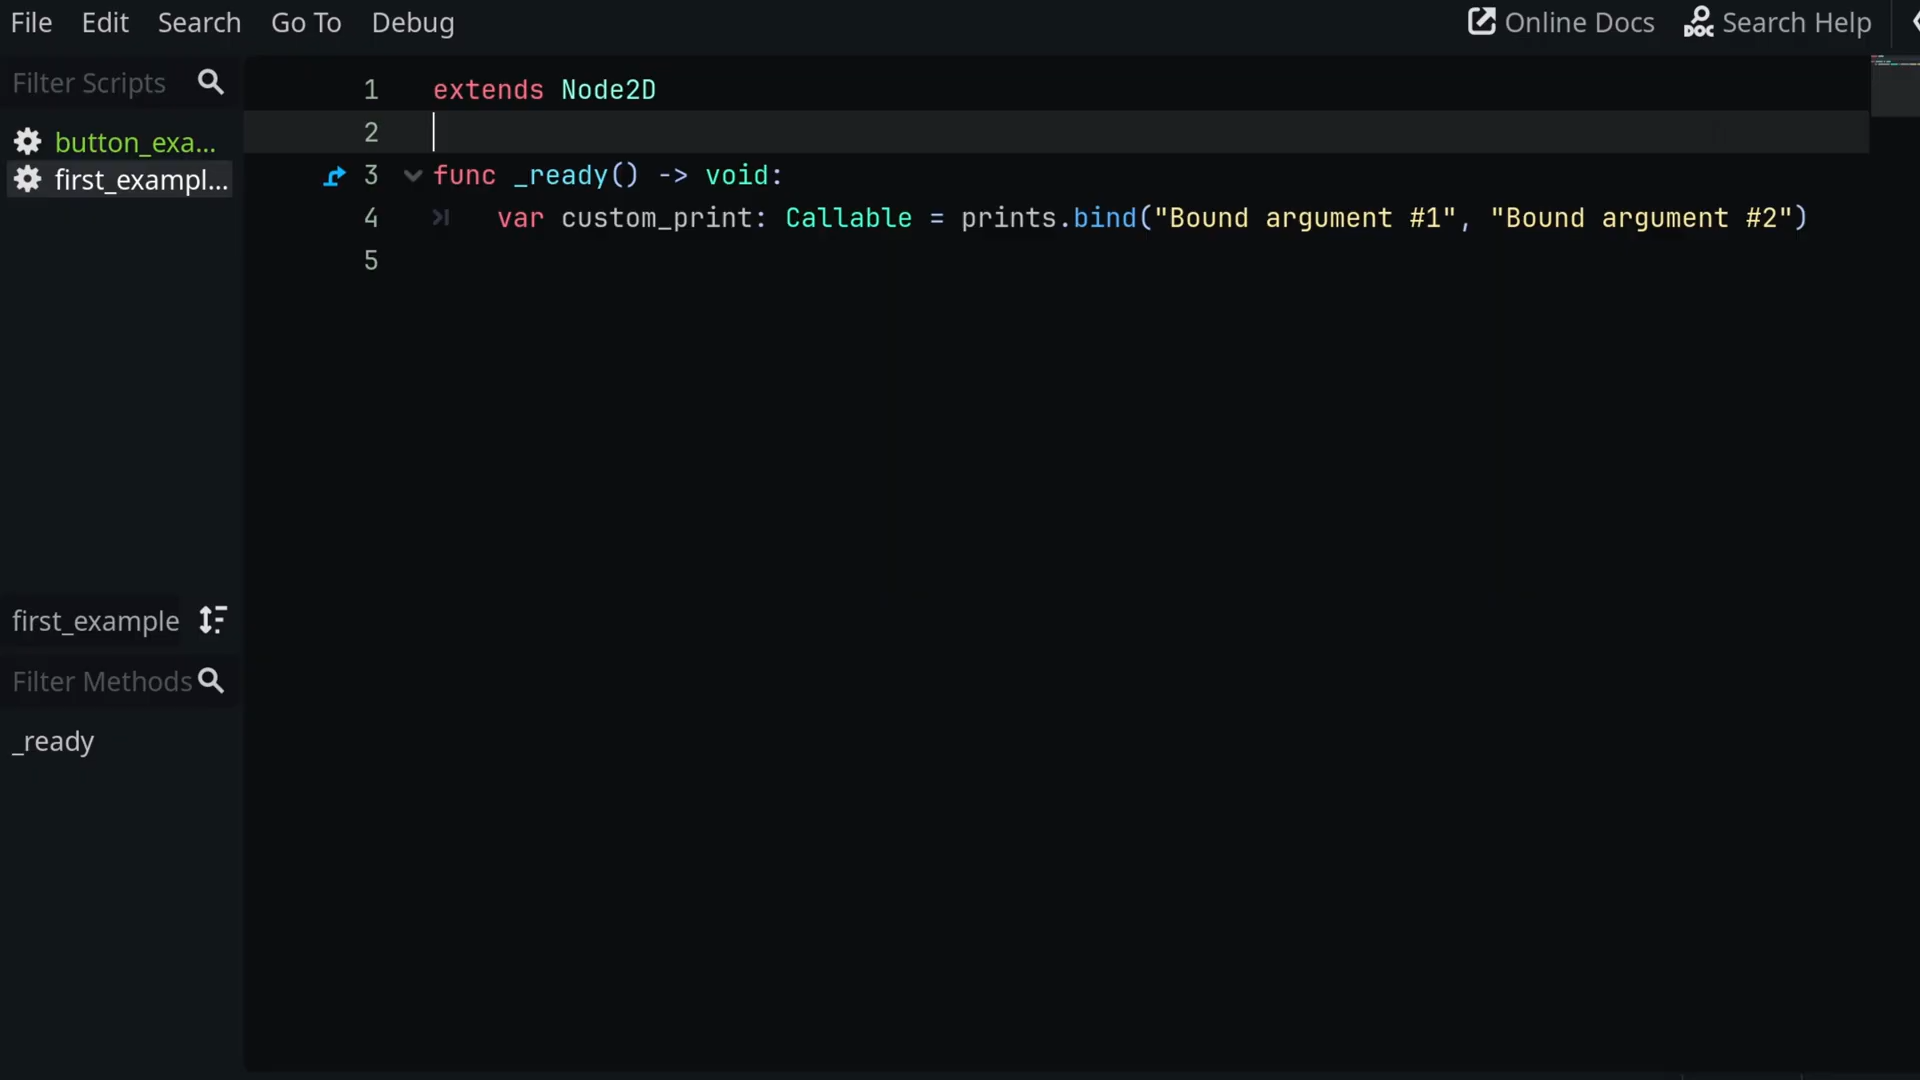 File Edit Search Go To Debug
Online Docs Search Help
Filter Scripts
button_exa...
first_exampl...
first_example
Filter Methods
_ready
1 extends Node2D
2
3 func _ready() -> void:
4 var custom_print: Callable = prints.bind("Bound argument #1", "Bound argument #2")
5